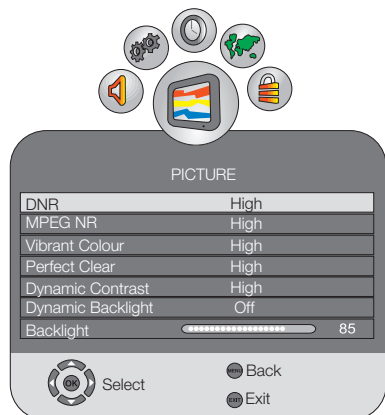 PICTURE
DNR High
MPEG NR High
Vibrant Colour High
Perfect Clear High
Dynamic Contrast High
Dynamic Backlight Off
Backlight 85
OK Select
MENU Back
EXIT Exit